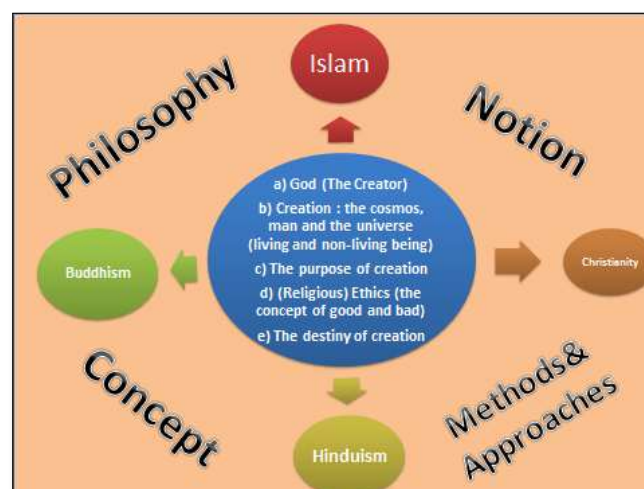 Islam
Philosophy
Notion
a) God (The Creator)
b) Creation : the cosmos,
man and the universe
(living and non-living being)
c) The purpose of creation
d) (Religious) Ethics (the
concept of good and bad)
e) The destiny of creation
Buddhism
Christianity
Concept
Methods&
Approaches
Hinduism